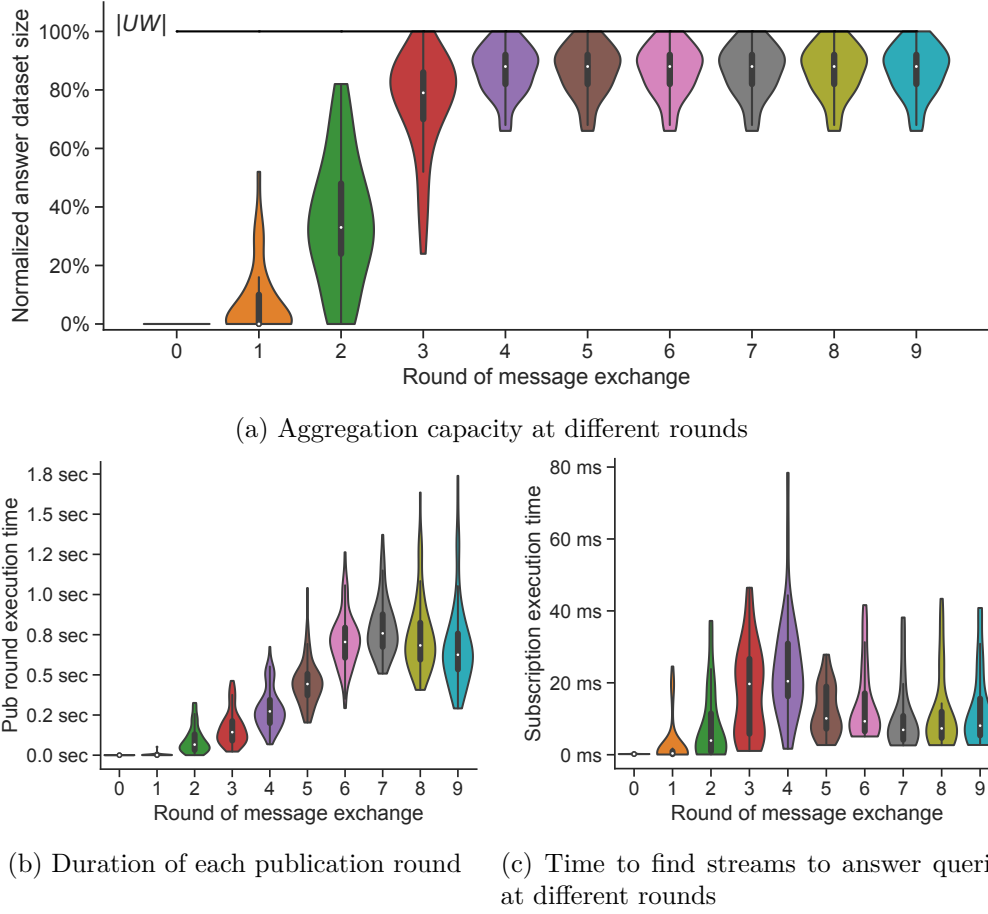 |UW|
Normalized answer dataset size
100%
80%
60%
40%
20%
0%
0 1 2 3 4 5 6 7 8 9
Round of message exchange
(a) Aggregation capacity at different rounds
Pub round execution time
1.8 sec
1.5 sec
1.2 sec
1.0 sec
0.8 sec
0.5 sec
0.2 sec
0.0 sec
0 1 2 3 4 5 6 7 8 9
Round of message exchange
(b) Duration of each publication round
Subscription execution time
80 ms
60 ms
40 ms
20 ms
0 ms
0 1 2 3 4 5 6 7 8 9
Round of message exchange
(c) Time to find streams to answer queri
at different rounds